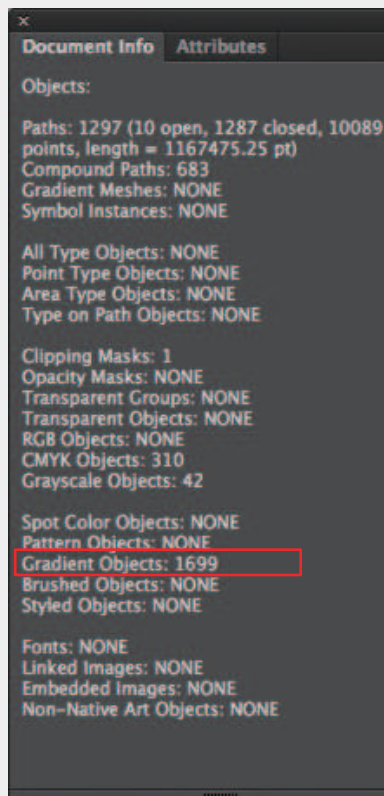 Document Info Attributes
Objects:
Paths: 1297 (10 open, 1287 closed, 10089
points, length = 1167475.25 pt)
Compound Paths: 683
Gradient Meshes: NONE
Symbol Instances: NONE
All Type Objects: NONE
Point Type Objects: NONE
Area Type Objects: NONE
Type on Path Objects: NONE
Clipping Masks: 1
Opacity Masks: NONE
Transparent Groups: NONE
Transparent Objects: NONE
RGB Objects: NONE
CMYK Objects: 310
Grayscale Objects: 42
Spot Color Objects: NONE
Pattern Objects: NONE
Gradient Objects: 1699
Brushed Objects: NONE
Styled Objects: NONE
Fonts: NONE
Linked Images: NONE
Embedded Images: NONE
Non-Native Art Objects: NONE